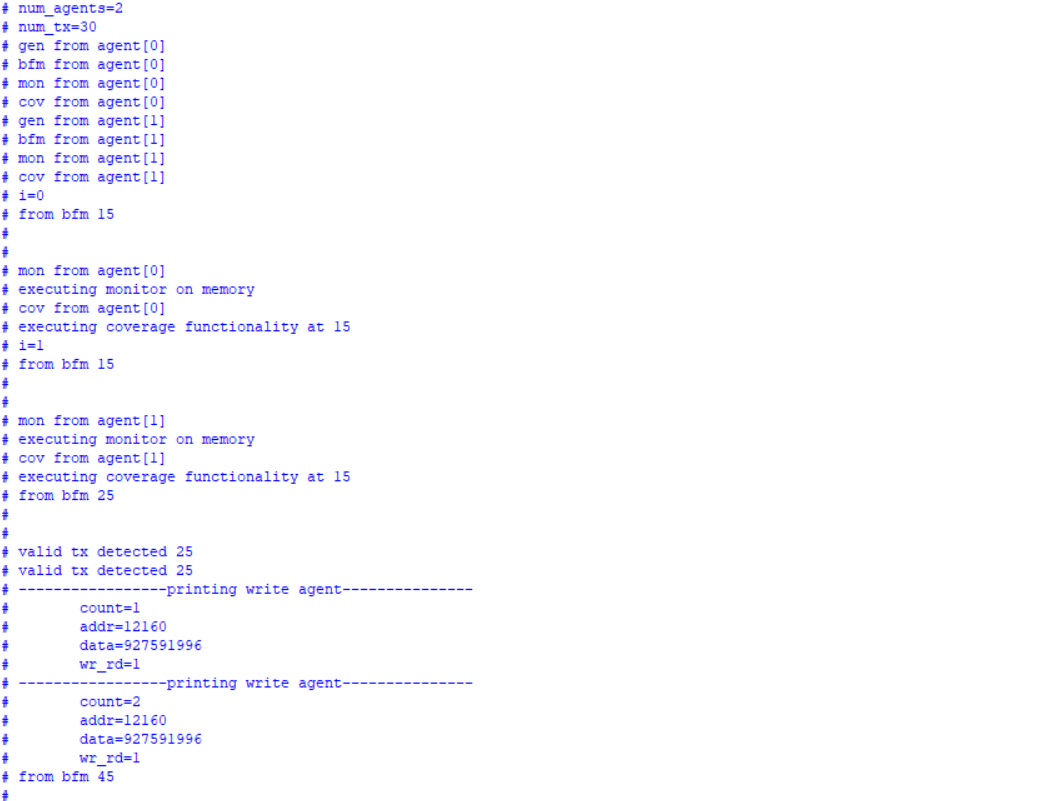 # num_agents=2
# num_tx=30
# gen from agent[0]
# bfm from agent[0]
# mon from agent[0]
# cov from agent[0]
# gen from agent[1]
# bfm from agent[1]
# mon from agent[1]
# cov from agent[1]
# i=0
# from bfm 15
#
#
# mon from agent[0]
# executing monitor on memory
# cov from agent[0]
# executing coverage functionality at 15
# i=1
# from bfm 15
#
#
# mon from agent[1]
# executing monitor on memory
# cov from agent[1]
# executing coverage functionality at 15
# from bfm 25
#
#
# valid tx detected 25
# valid tx detected 25
# -----------------printing write agent---------------
# count=1
# addr=12160
# data=927591996
# wr_rd=1
# -----------------printing write agent---------------
# count=2
# addr=12160
# data=927591996
# wr_rd=1
# from bfm 45
#